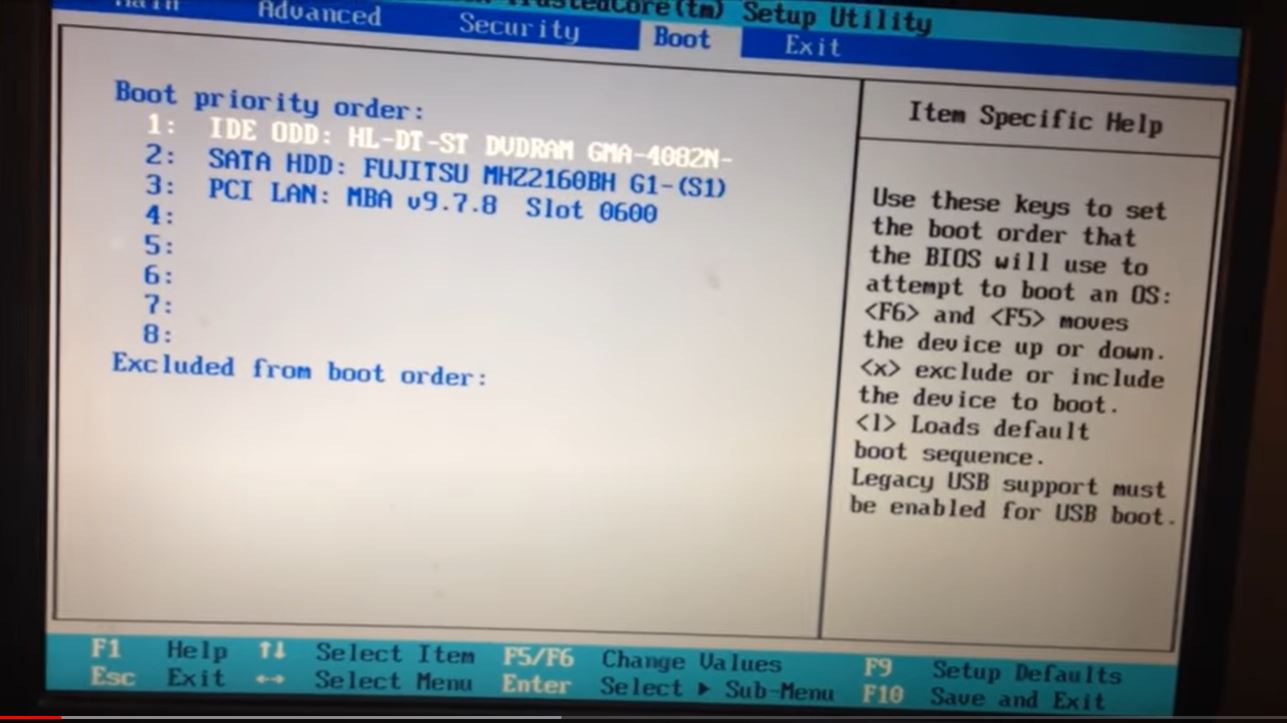 TrustedCore(tm) Setup Utility
Main Advanced Security Boot Exit
Boot priority order:
1: IDE ODD: HL-DT-ST DVDRAM GMA-4082N-
2: SATA HDD: FUJITSU MHZ2160BH G1-(S1)
3: PCI LAN: MBA v9.7.8 Slot 0600
4:
5:
6:
7:
8:
Excluded from boot order:
Item Specific Help
Use these keys to set
the boot order that
the BIOS will use to
attempt to boot an OS:
<F6> and <F5> moves
the device up or down.
<x> exclude or include
the device to boot.
<l> Loads default
boot sequence.
Legacy USB support must
be enabled for USB boot.
F1 Help ↑↓ Select Item F5/F6 Change Values F9 Setup Defaults
Esc Exit ↔ Select Menu Enter Select ▶ Sub-Menu F10 Save and Exit